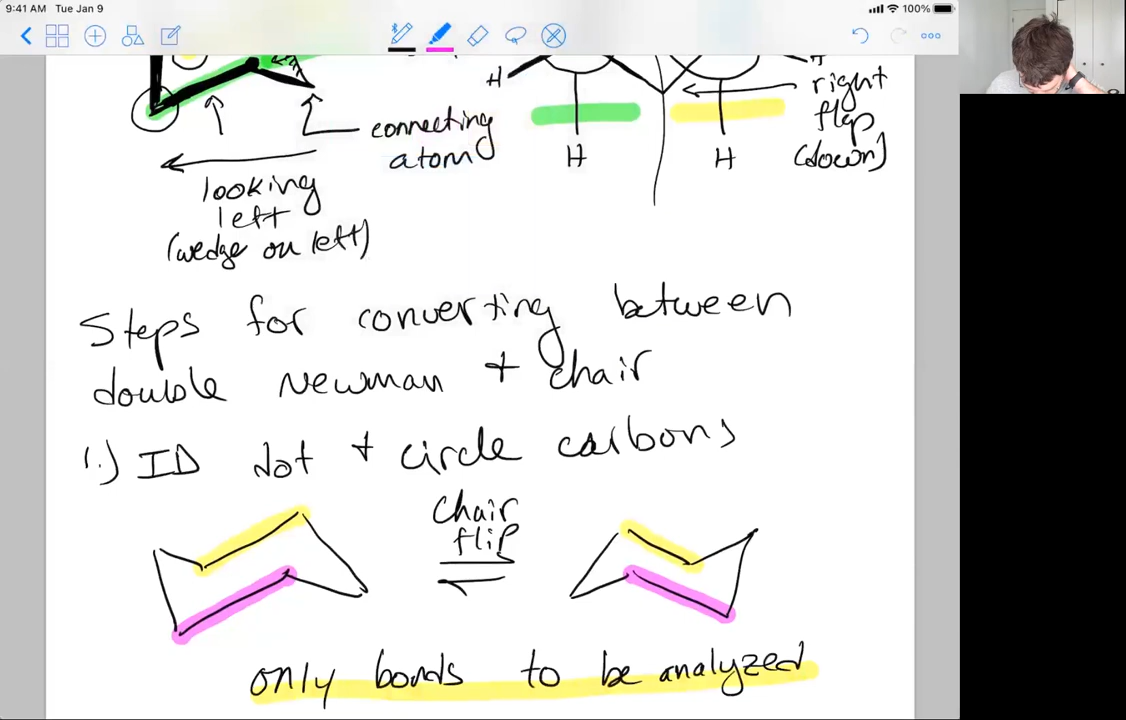 9:41 AM Tue Jan 9
100%
H
connecting
atom
H
H
right
flap
(down)
looking
left
(wedge on left)
Steps for converting between
double Newman + chair
1.) ID dot + circle carbons
chair
flip
only bonds to be analyzed